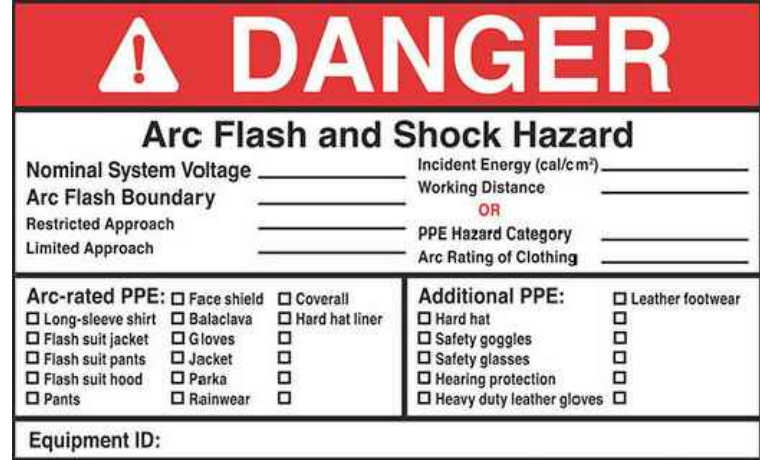 DANGER
Arc Flash and Shock Hazard
Nominal System Voltage
Arc Flash Boundary
Restricted Approach
Limited Approach
Incident Energy (cal/cm²)
Working Distance
OR
PPE Hazard Category
Arc Rating of Clothing
Arc-rated PPE:
Long-sleeve shirt
Flash suit jacket
Flash suit pants
Flash suit hood
Pants
Face shield
Balaclava
Gloves
Jacket
Parka
Rainwear
Coverall
Hard hat liner
Additional PPE:
Hard hat
Safety goggles
Safety glasses
Hearing protection
Heavy duty leather gloves
Leather footwear
Equipment ID: